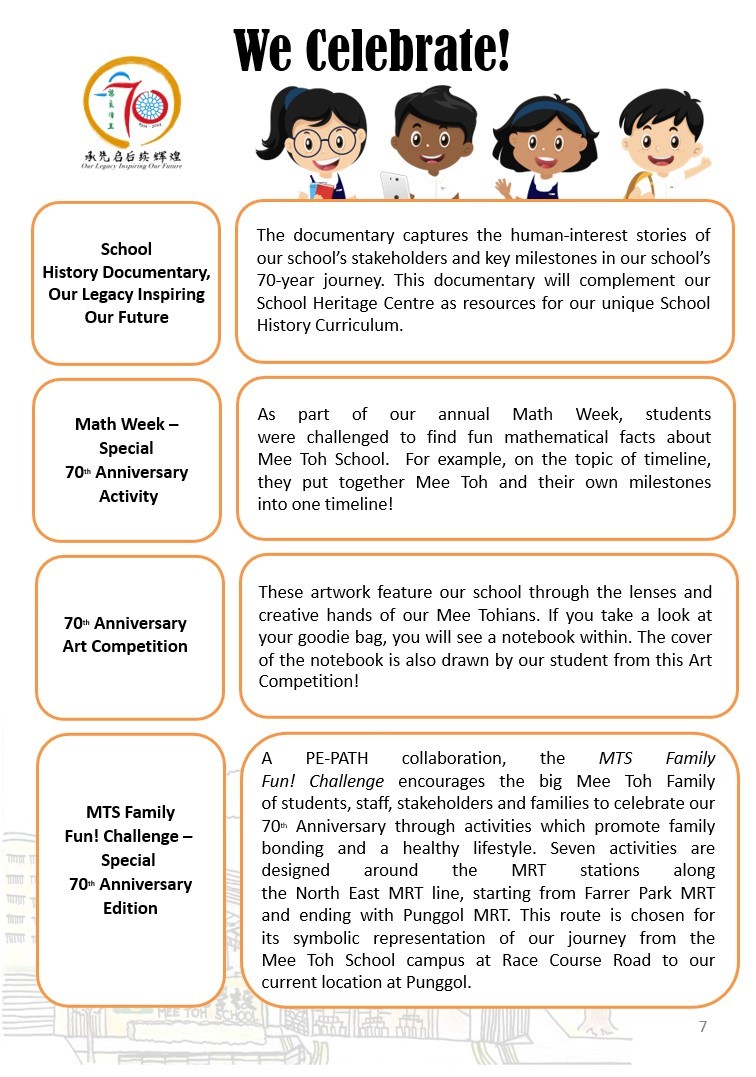 We Celebrate!
70
承先启后续辉煌
Our Legacy Inspiring Our Future
School
History Documentary,
Our Legacy Inspiring
Our Future
The documentary captures the human-interest stories of
our school’s stakeholders and key milestones in our school’s
70-year journey. This documentary will complement our
School Heritage Centre as resources for our unique School
History Curriculum.
Math Week –
Special
70th Anniversary
Activity
As part of our annual Math Week, students
were challenged to find fun mathematical facts about
Mee Toh School. For example, on the topic of timeline,
they put together Mee Toh and their own milestones
into one timeline!
70th Anniversary
Art Competition
These artwork feature our school through the lenses and
creative hands of our Mee Tohians. If you take a look at
your goodie bag, you will see a notebook within. The cover
of the notebook is also drawn by our student from this Art
Competition!
MTS Family
Fun! Challenge –
Special
70th Anniversary
Edition
A PE-PATH collaboration, the MTS Family
Fun! Challenge encourages the big Mee Toh Family
of students, staff, stakeholders and families to celebrate our
70th Anniversary through activities which promote family
bonding and a healthy lifestyle. Seven activities are
designed around the MRT stations along
the North East MRT line, starting from Farrer Park MRT
and ending with Punggol MRT. This route is chosen for
its symbolic representation of our journey from the
Mee Toh School campus at Race Course Road to our
current location at Punggol.
MEE TOH SCHOOL
7